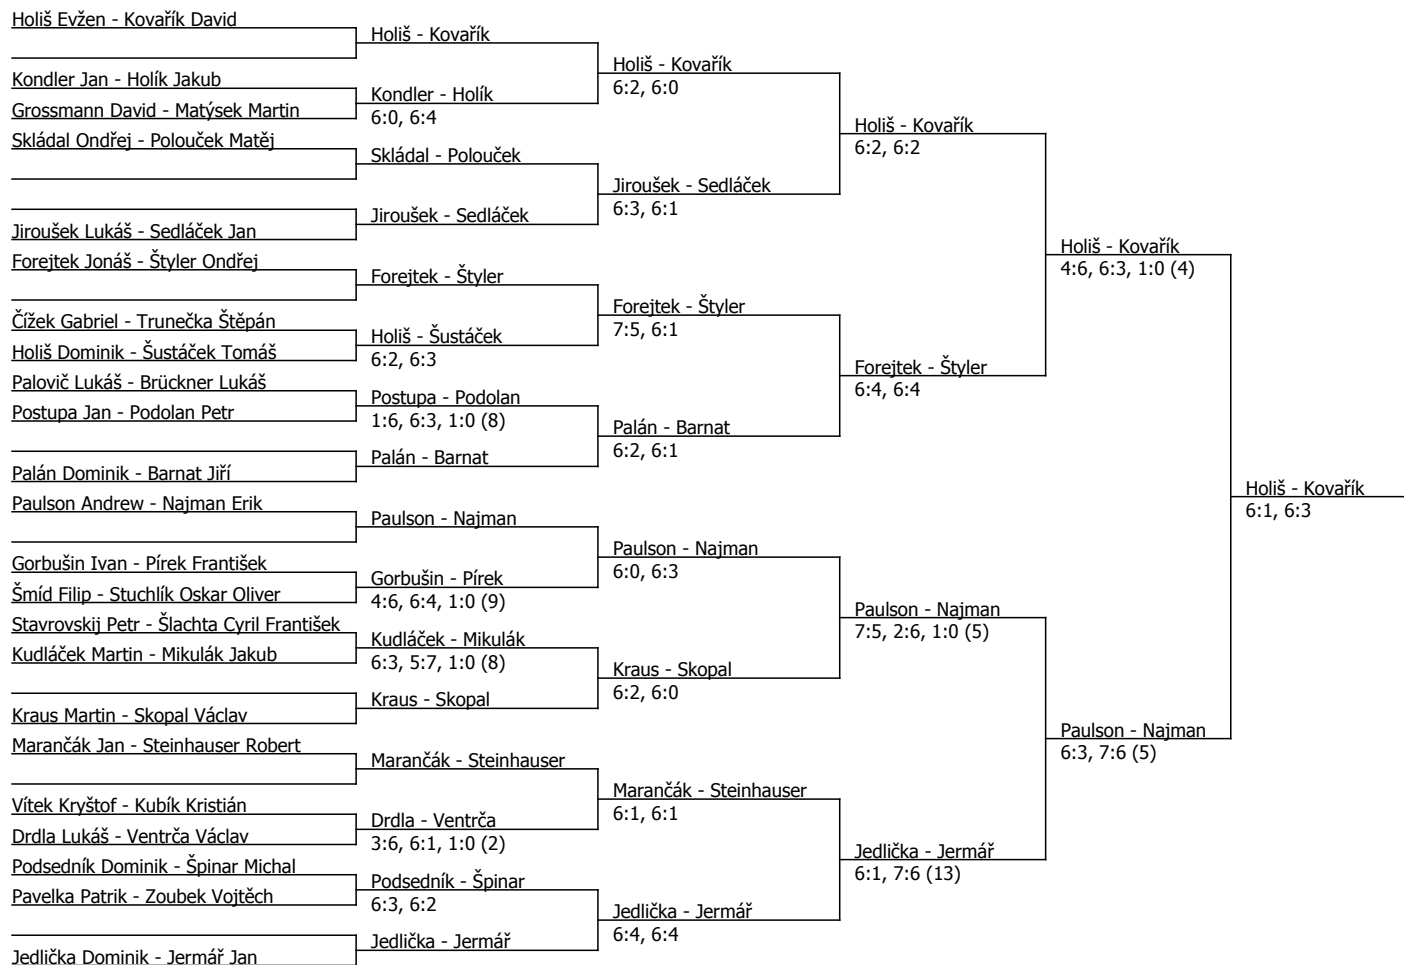 Holiš Evžen - Kovařík David
Kondler Jan - Holík Jakub
Grossmann David - Matýsek Martin
Skládal Ondřej - Polouček Matěj
Jiroušek Lukáš - Sedláček Jan
Forejtek Jonáš - Štyler Ondřej
Čížek Gabriel - Trunečka Štěpán
Holiš Dominik - Šustáček Tomáš
Palovič Lukáš - Brückner Lukáš
Postupa Jan - Podolan Petr
Palán Dominik - Barnat Jiří
Paulson Andrew - Najman Erik
Gorbušin Ivan - Pírek František
Šmíd Filip - Stuchlík Oskar Oliver
Stavrovskij Petr - Šlachta Cyril František
Kudláček Martin - Mikulák Jakub
Kraus Martin - Skopal Václav
Marančák Jan - Steinhauser Robert
Vítek Kryštof - Kubík Kristián
Drdla Lukáš - Ventrča Václav
Podsedník Dominik - Špinar Michal
Pavelka Patrik - Zoubek Vojtěch
Jedlička Dominik - Jermář Jan
Holiš - Kovařík
Kondler - Holík
6:0, 6:4
Skládal - Polouček
Jiroušek - Sedláček
Forejtek - Štyler
Holiš - Šustáček
6:2, 6:3
Postupa - Podolan
1:6, 6:3, 1:0 (8)
Palán - Barnat
Paulson - Najman
Gorbušin - Pírek
4:6, 6:4, 1:0 (9)
Kudláček - Mikulák
6:3, 5:7, 1:0 (8)
Kraus - Skopal
Marančák - Steinhauser
Drdla - Ventrča
3:6, 6:1, 1:0 (2)
Podsedník - Špinar
6:3, 6:2
Jedlička - Jermář
Holiš - Kovařík
6:2, 6:0
Jiroušek - Sedláček
6:3, 6:1
Forejtek - Štyler
7:5, 6:1
Palán - Barnat
6:2, 6:1
Paulson - Najman
6:0, 6:3
Kraus - Skopal
6:2, 6:0
Marančák - Steinhauser
6:1, 6:1
Jedlička - Jermář
6:4, 6:4
Holiš - Kovařík
6:2, 6:2
Forejtek - Štyler
6:4, 6:4
Paulson - Najman
7:5, 2:6, 1:0 (5)
Jedlička - Jermář
6:1, 7:6 (13)
Holiš - Kovařík
4:6, 6:3, 1:0 (4)
Paulson - Najman
6:3, 7:6 (5)
Holiš - Kovařík
6:1, 6:3